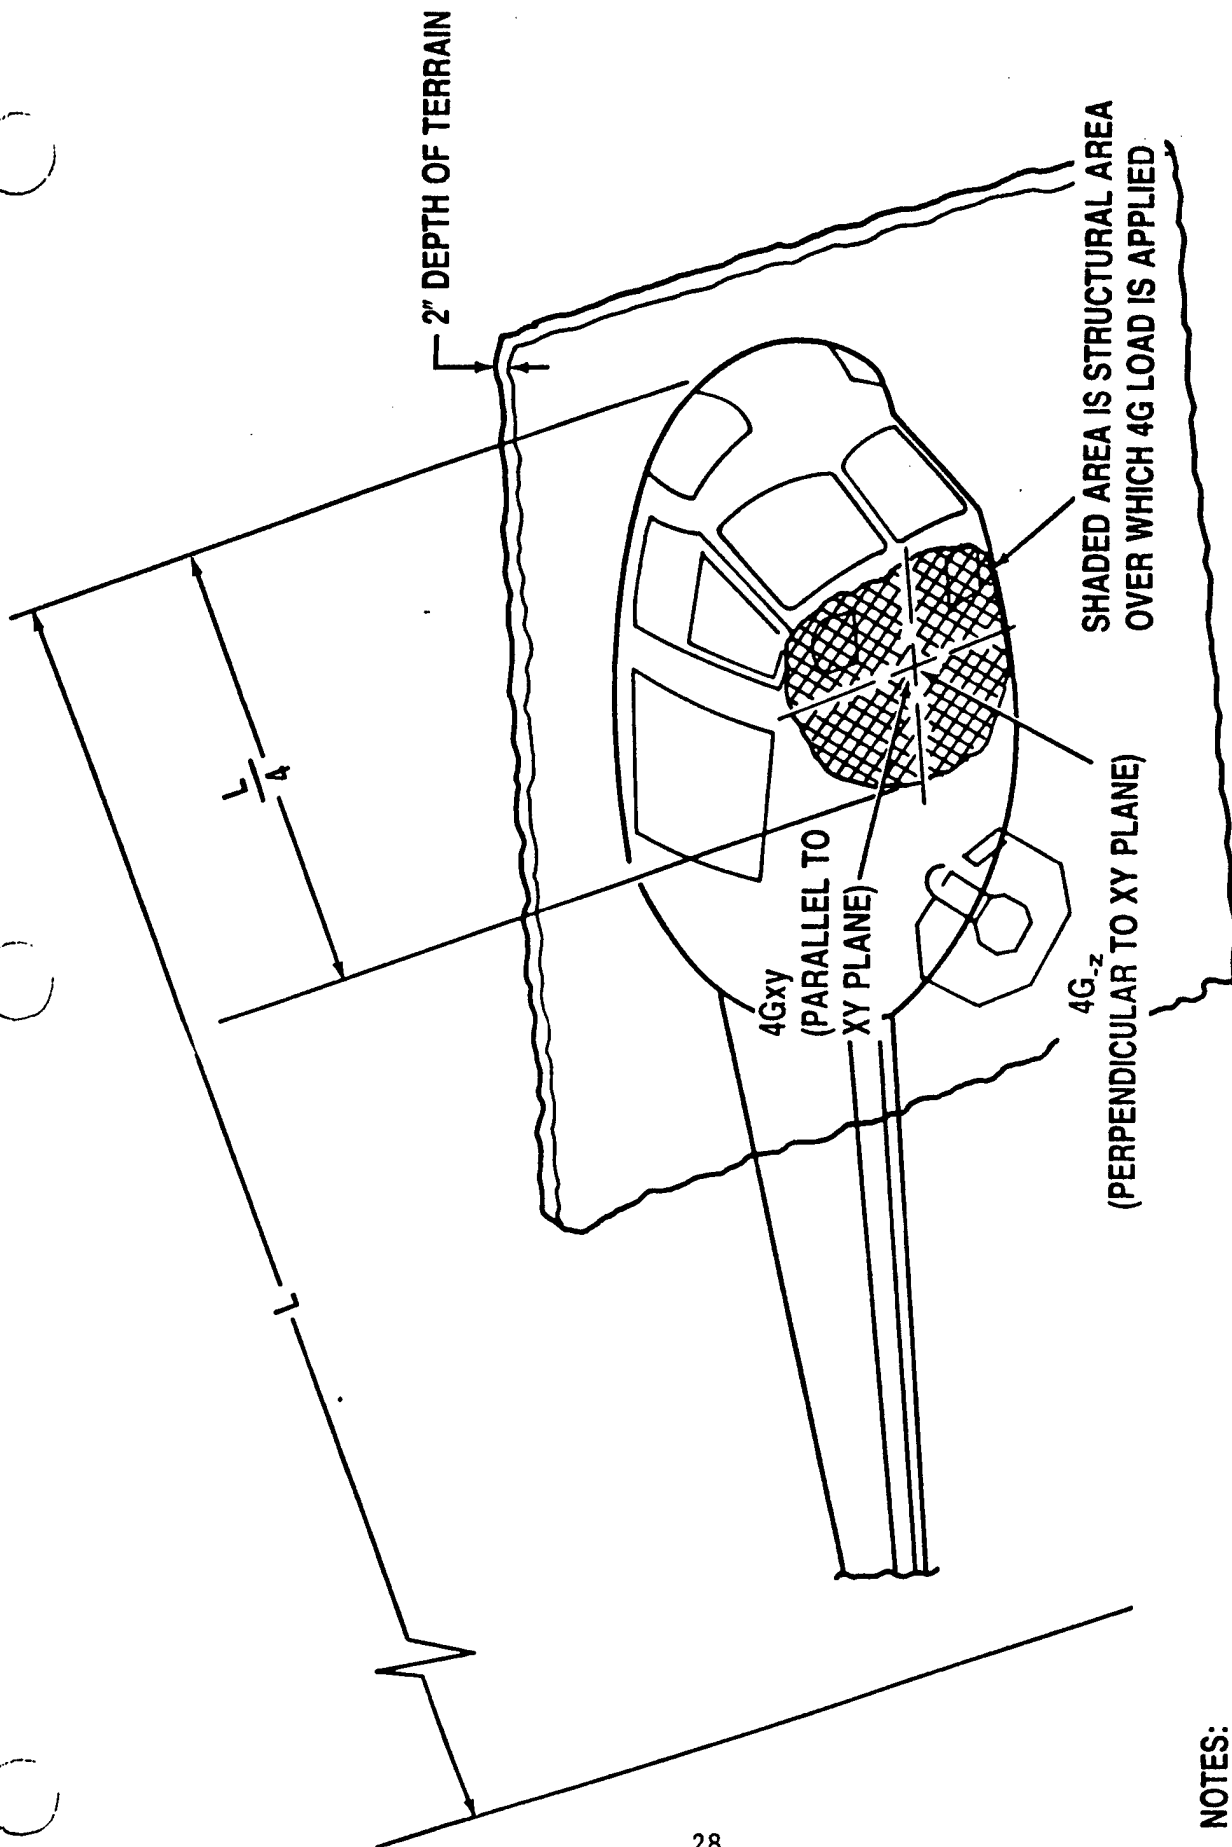 2″ DEPTH OF TERRAIN
L
4
L
4Gxy
(PARALLEL TO
XY PLANE)
4G-z
(PERPENDICULAR TO XY PLANE)
SHADED AREA IS STRUCTURAL AREA
OVER WHICH 4G LOAD IS APPLIED
NOTES:
28